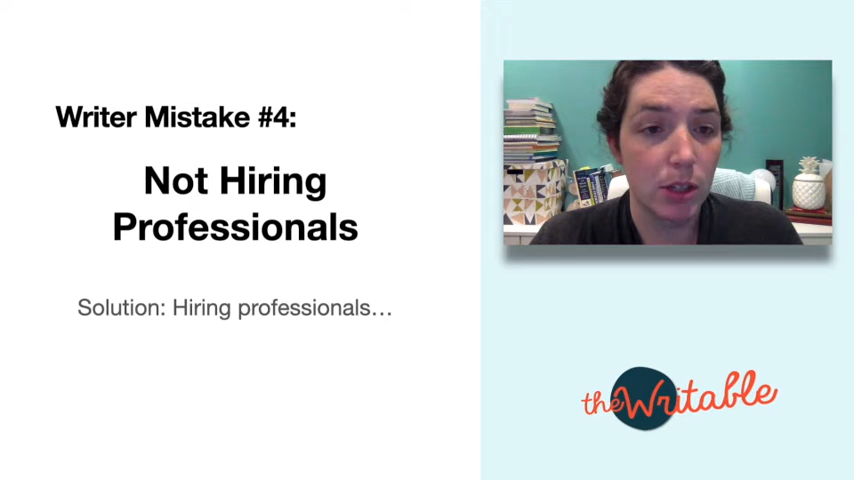 Writer Mistake #4:
Not Hiring
Professionals
Solution: Hiring professionals…
theWritable